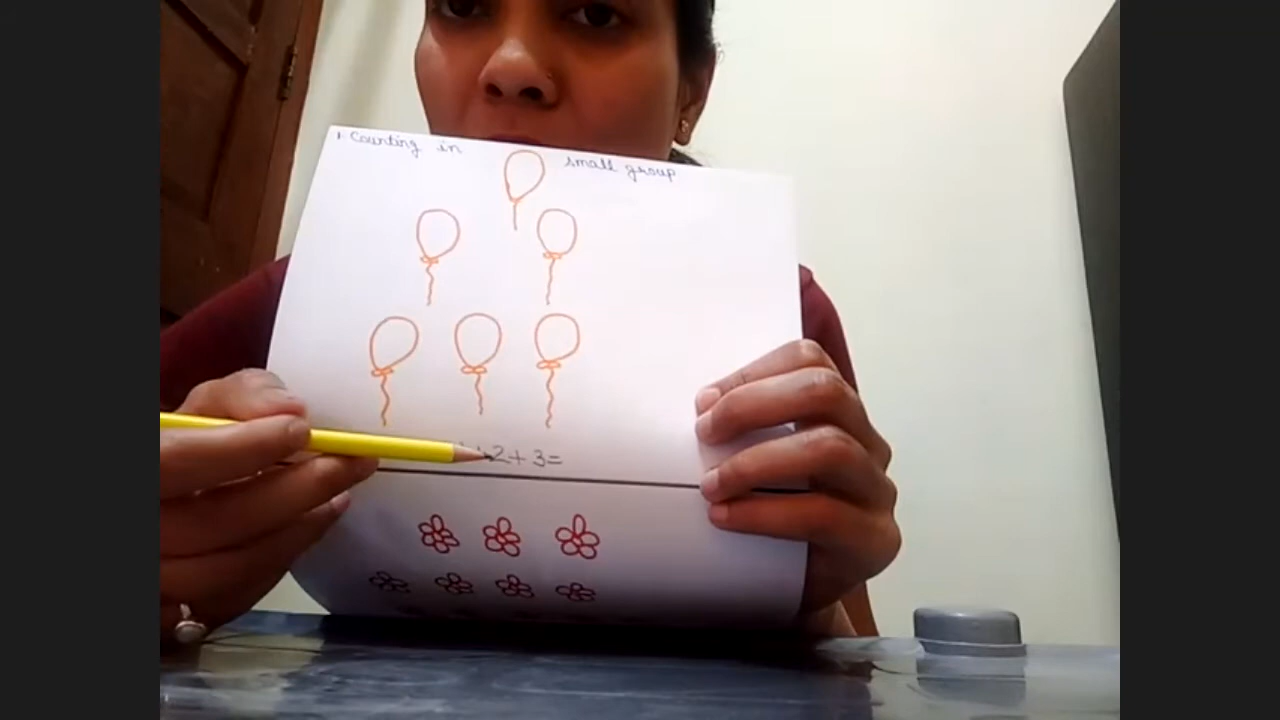 1. Counting in small group
+2+ 3=